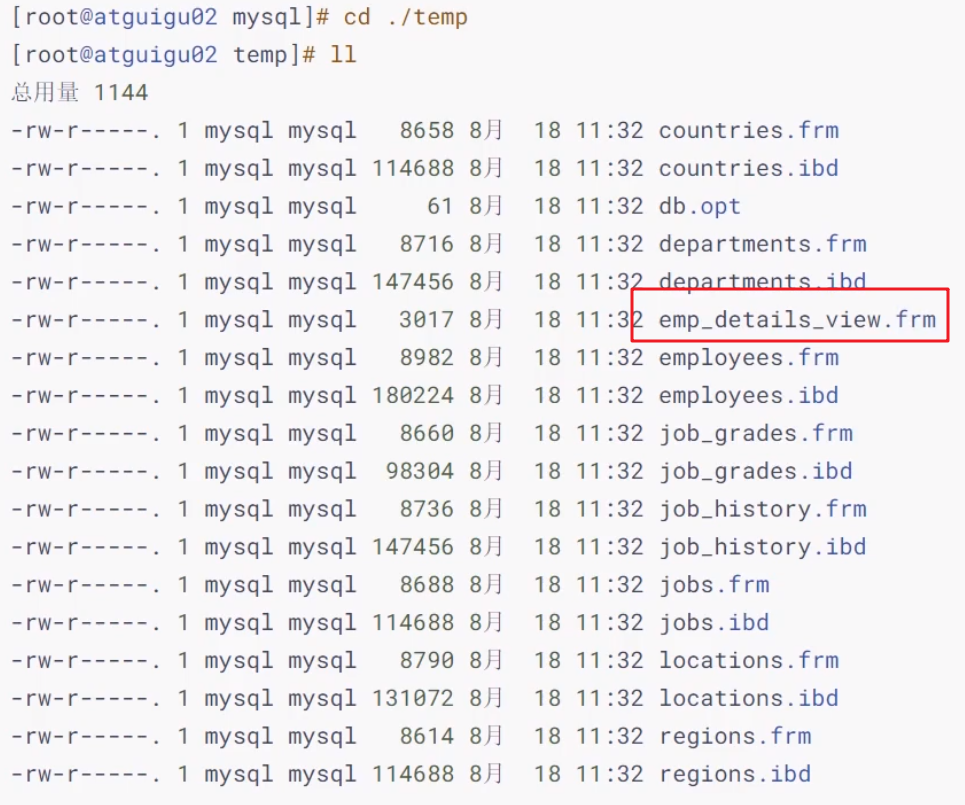 [root@atguigu02 mysql]# cd ./temp
[root@atguigu02 temp]# ll
总用量 1144
-rw-r-----. 1 mysql mysql   8658 8月  18 11:32 countries.frm
-rw-r-----. 1 mysql mysql 114688 8月  18 11:32 countries.ibd
-rw-r-----. 1 mysql mysql     61 8月  18 11:32 db.opt
-rw-r-----. 1 mysql mysql   8716 8月  18 11:32 departments.frm
-rw-r-----. 1 mysql mysql 147456 8月  18 11:32 departments.ibd
-rw-r-----. 1 mysql mysql   3017 8月  18 11:32 emp_details_view.frm
-rw-r-----. 1 mysql mysql   8982 8月  18 11:32 employees.frm
-rw-r-----. 1 mysql mysql 180224 8月  18 11:32 employees.ibd
-rw-r-----. 1 mysql mysql   8660 8月  18 11:32 job_grades.frm
-rw-r-----. 1 mysql mysql  98304 8月  18 11:32 job_grades.ibd
-rw-r-----. 1 mysql mysql   8736 8月  18 11:32 job_history.frm
-rw-r-----. 1 mysql mysql 147456 8月  18 11:32 job_history.ibd
-rw-r-----. 1 mysql mysql   8688 8月  18 11:32 jobs.frm
-rw-r-----. 1 mysql mysql 114688 8月  18 11:32 jobs.ibd
-rw-r-----. 1 mysql mysql   8790 8月  18 11:32 locations.frm
-rw-r-----. 1 mysql mysql 131072 8月  18 11:32 locations.ibd
-rw-r-----. 1 mysql mysql   8614 8月  18 11:32 regions.frm
-rw-r-----. 1 mysql mysql 114688 8月  18 11:32 regions.ibd